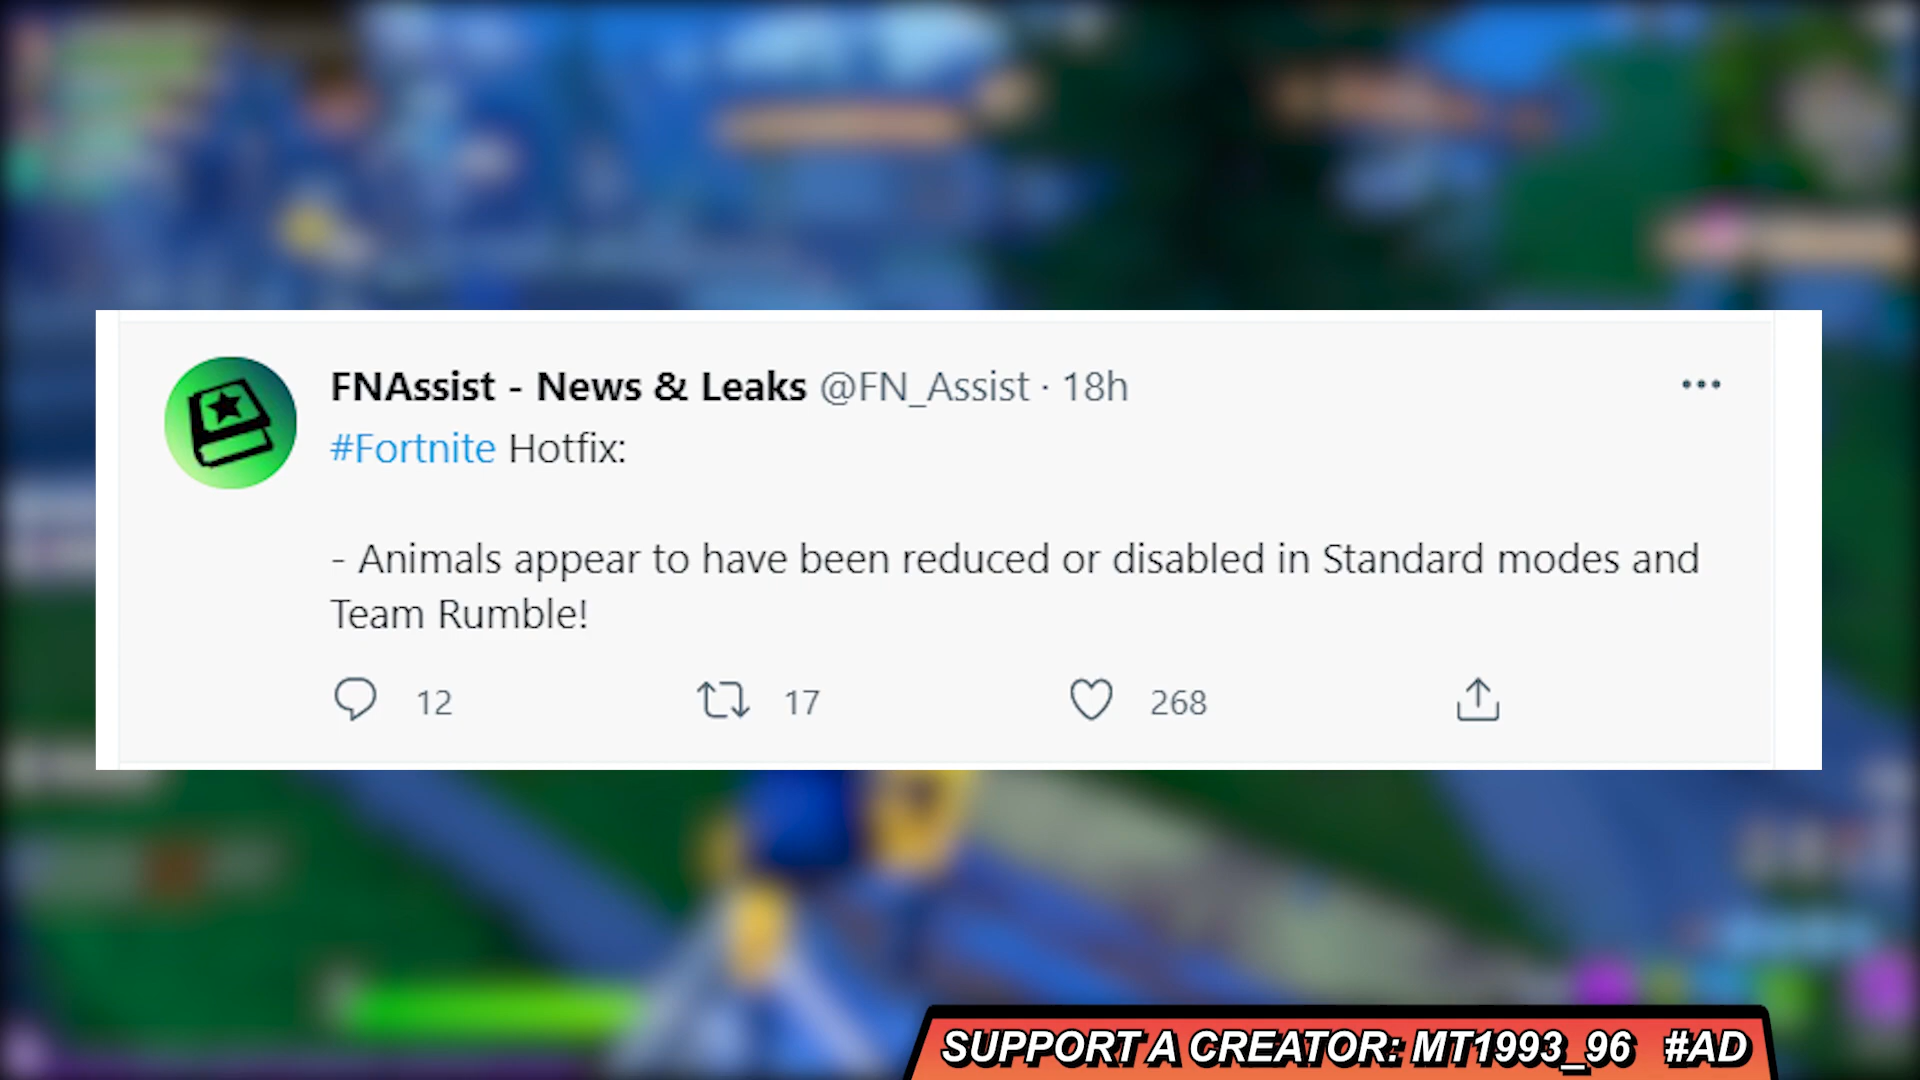 FNAssist - News & Leaks @FN_Assist · 18h
#Fortnite Hotfix:
- Animals appear to have been reduced or disabled in Standard modes and
Team Rumble!
12 17 268
SUPPORT A CREATOR: MT1993_96 #AD